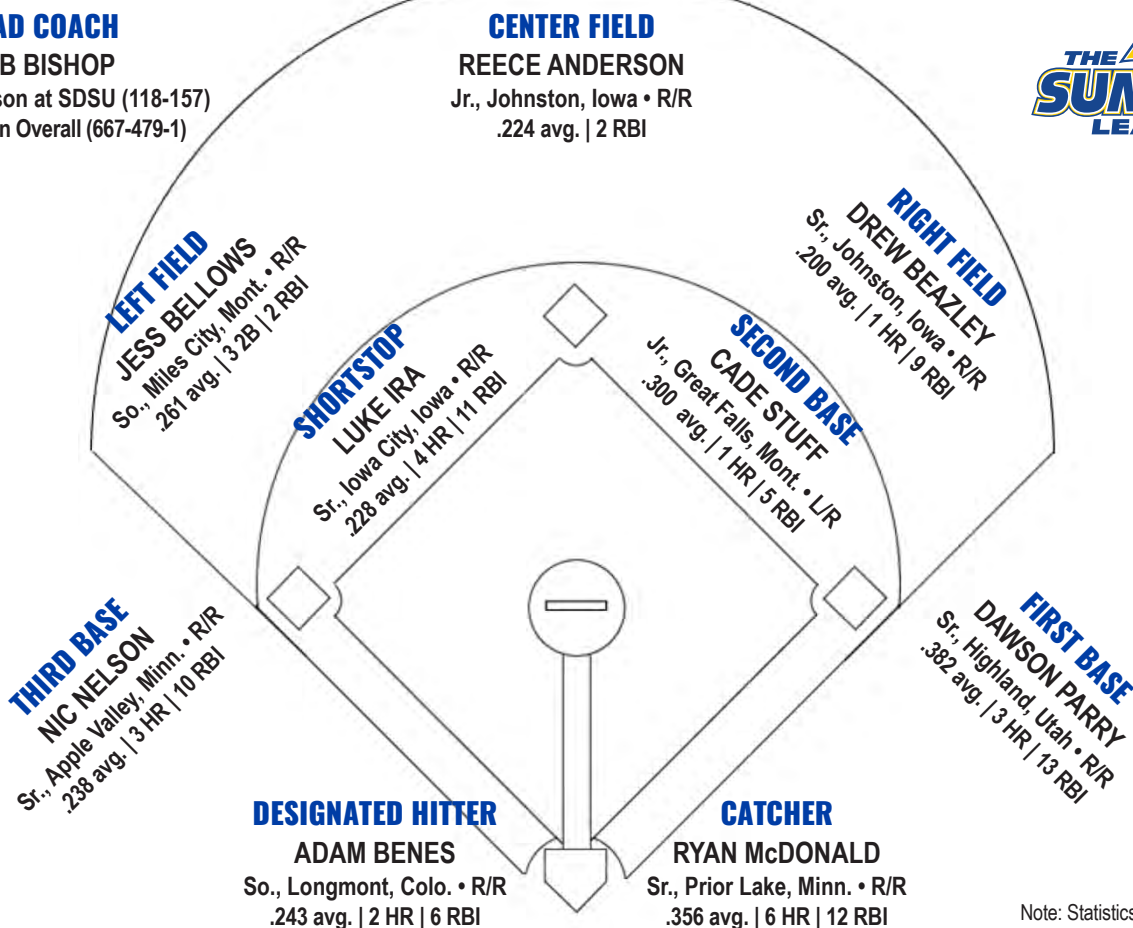 AD COACH
B BISHOP
son at SDSU (118-157)
n Overall (667-479-1)
CENTER FIELD
REECE ANDERSON
Jr., Johnston, Iowa • R/R
.224 avg. | 2 RBI
THE
SUM
LEA
LEFT FIELD
JESS BELLOWS
So., Miles City, Mont. • R/R
.261 avg. | 3 2B | 2 RBI
RIGHT FIELD
DREW BEAZLEY
Sr., Johnston, Iowa • R/R
.200 avg. | 1 HR | 9 RBI
SHORTSTOP
LUKE IRA
Sr., Iowa City, Iowa • R/R
.228 avg. | 4 HR | 11 RBI
SECOND BASE
CADE STUFF
Jr., Great Falls, Mont. • L/R
.300 avg. | 1 HR | 5 RBI
THIRD BASE
NIC NELSON
Sr., Apple Valley, Minn. • R/R
.238 avg. | 3 HR | 10 RBI
FIRST BASE
DAWSON PARRY
Sr., Highland, Utah • R/R
.382 avg. | 3 HR | 13 RBI
DESIGNATED HITTER
ADAM BENES
So., Longmont, Colo. • R/R
.243 avg. | 2 HR | 6 RBI
CATCHER
RYAN McDONALD
Sr., Prior Lake, Minn. • R/R
.356 avg. | 6 HR | 12 RBI
Note: Statistics